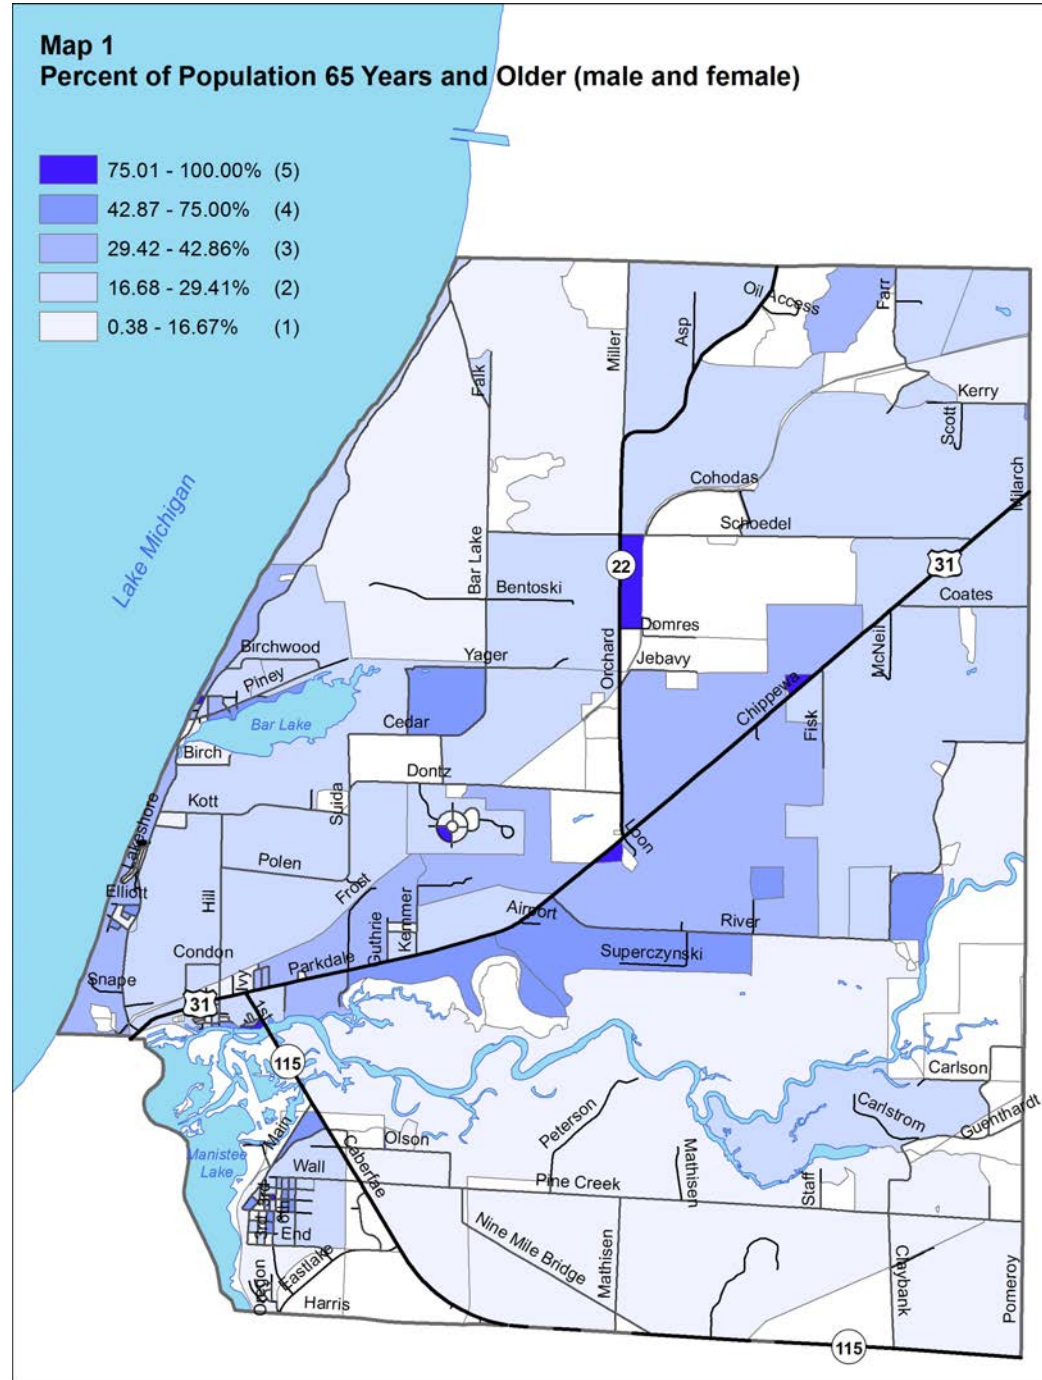 Map 1
Percent of Population 65 Years and Older (male and female)
75.01 - 100.00% (5)
42.87 - 75.00% (4)
29.42 - 42.86% (3)
16.68 - 29.41% (2)
0.38 - 16.67% (1)
Lake Michigan
Oil Access
Farr
Asp
Miller
Falk
Kerry
Scott
Milarch
Cohodas
Schoedel
Bar Lake
22
31
Bentoski
Coates
Domres
McNeil
Birchwood
Yager
Jebavy
Orchard
Piney
Chippewa
Bar Lake
Cedar
Fisk
Birch
Dontz
Kott
Suida
Lakeshore
Loon
Polen
Frost
Elliott
Hill
Guthrie
Kemmer
Airport
River
Condon
Parkdale
Superczynski
Snape
Ivy
31
1st
115
Carlson
Carlstrom
Guenthardt
Peterson
Main
Olson
Caberfae
Manistee
Lake
Mathisen
Wall
Pine Creek
Staff
3rd
3rd
6th
End
Nine Mile Bridge
Mathisen
Eastlake
Claybank
Pomeroy
Oregon
Harris
115